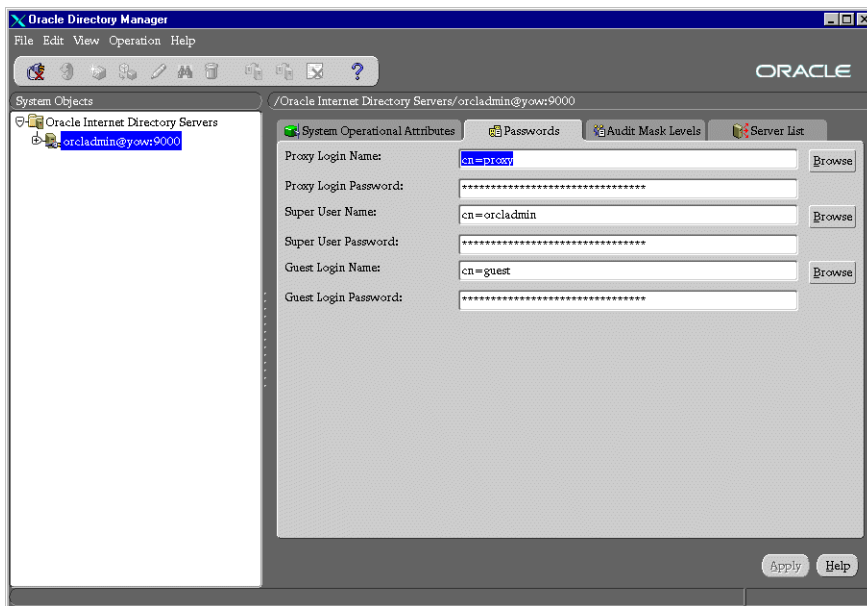 Oracle Directory Manager
File Edit View Operation Help
ORACLE
System Objects
/Oracle Internet Directory Servers/orcladmin@yow:9000
Oracle Internet Directory Servers
orcladmin@yow:9000
System Operational Attributes Passwords Audit Mask Levels Server List
Proxy Login Name: cn=proxy Browse
Proxy Login Password: ********************************
Super User Name: cn=orcladmin Browse
Super User Password: ********************************
Guest Login Name: cn=guest Browse
Guest Login Password: ********************************
Apply Help